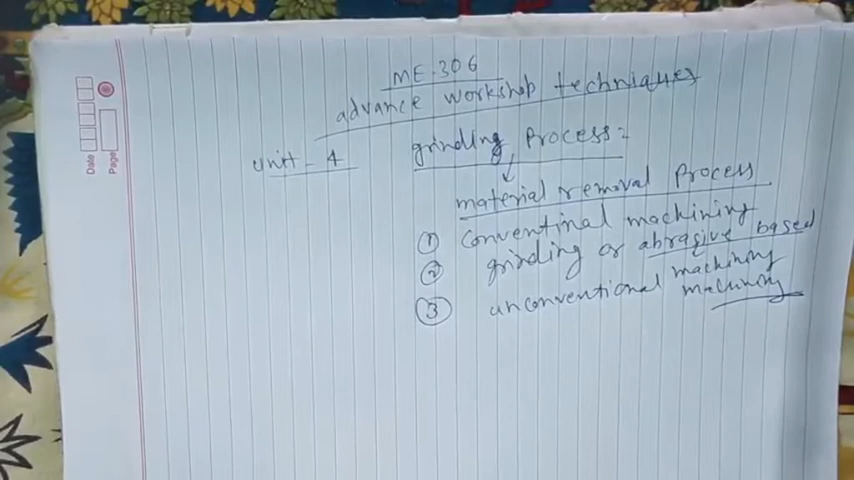 Date
Page
ME-306
advance workshop techniques
unit - 4
grinding process:
material removal process
① conventinal machining
② grinding or abrasive based machining
③ unconventional machining